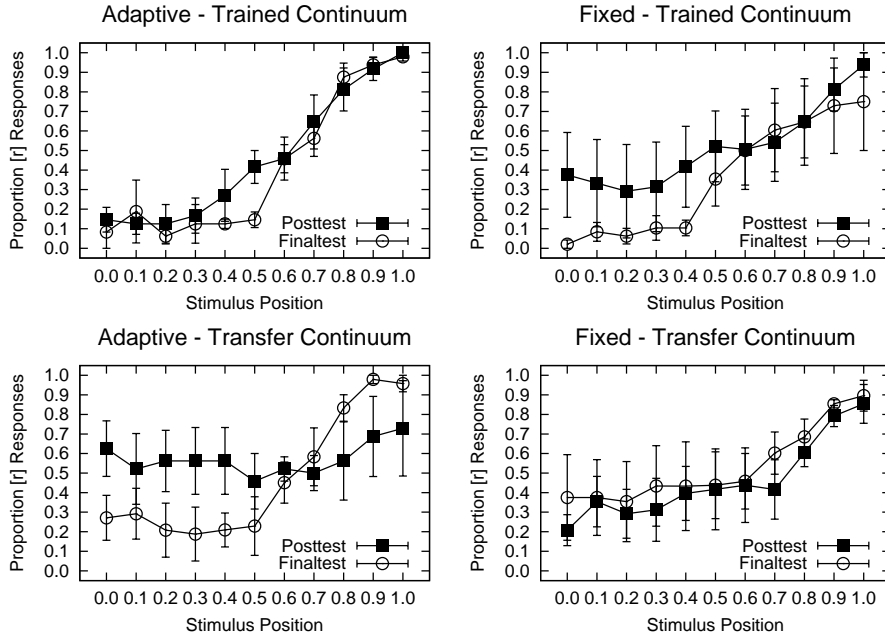 Adaptive - Trained Continuum
Proportion [r] Responses
1.0
0.9
0.8
0.7
0.6
0.5
0.4
0.3
0.2
0.1
0.0
Posttest
Finaltest
0.0 0.1 0.2 0.3 0.4 0.5 0.6 0.7 0.8 0.9 1.0
Stimulus Position
Fixed - Trained Continuum
Proportion [r] Responses
1.0
0.9
0.8
0.7
0.6
0.5
0.4
0.3
0.2
0.1
0.0
Posttest
Finaltest
0.0 0.1 0.2 0.3 0.4 0.5 0.6 0.7 0.8 0.9 1.0
Stimulus Position
Adaptive - Transfer Continuum
Proportion [r] Responses
1.0
0.9
0.8
0.7
0.6
0.5
0.4
0.3
0.2
0.1
0.0
Posttest
Finaltest
0.0 0.1 0.2 0.3 0.4 0.5 0.6 0.7 0.8 0.9 1.0
Stimulus Position
Fixed - Transfer Continuum
Proportion [r] Responses
1.0
0.9
0.8
0.7
0.6
0.5
0.4
0.3
0.2
0.1
0.0
Posttest
Finaltest
0.0 0.1 0.2 0.3 0.4 0.5 0.6 0.7 0.8 0.9 1.0
Stimulus Position